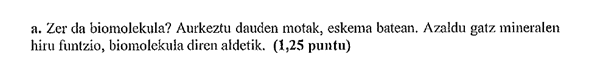 a. Zer da biomolekula? Aurkeztu dauden motak, eskema batean. Azaldu gatz mineralen
hiru funtzio, biomolekula diren aldetik. (1,25 puntu)